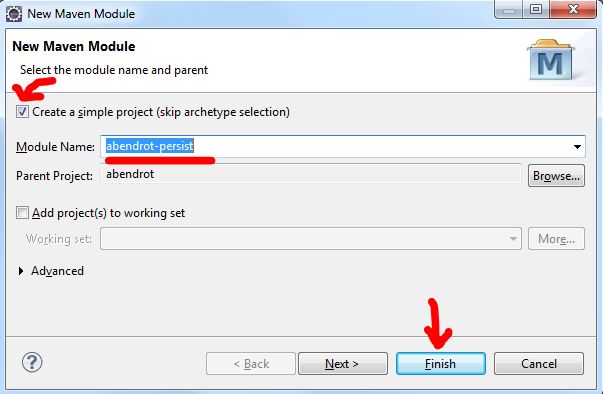 New Maven Module
New Maven Module
Select the module name and parent
M
Create a simple project (skip archetype selection)
Module Name: abendrot-persist
Parent Project: abendrot Browse...
Add project(s) to working set
Working set: More...
Advanced
? < Back Next > Finish Cancel